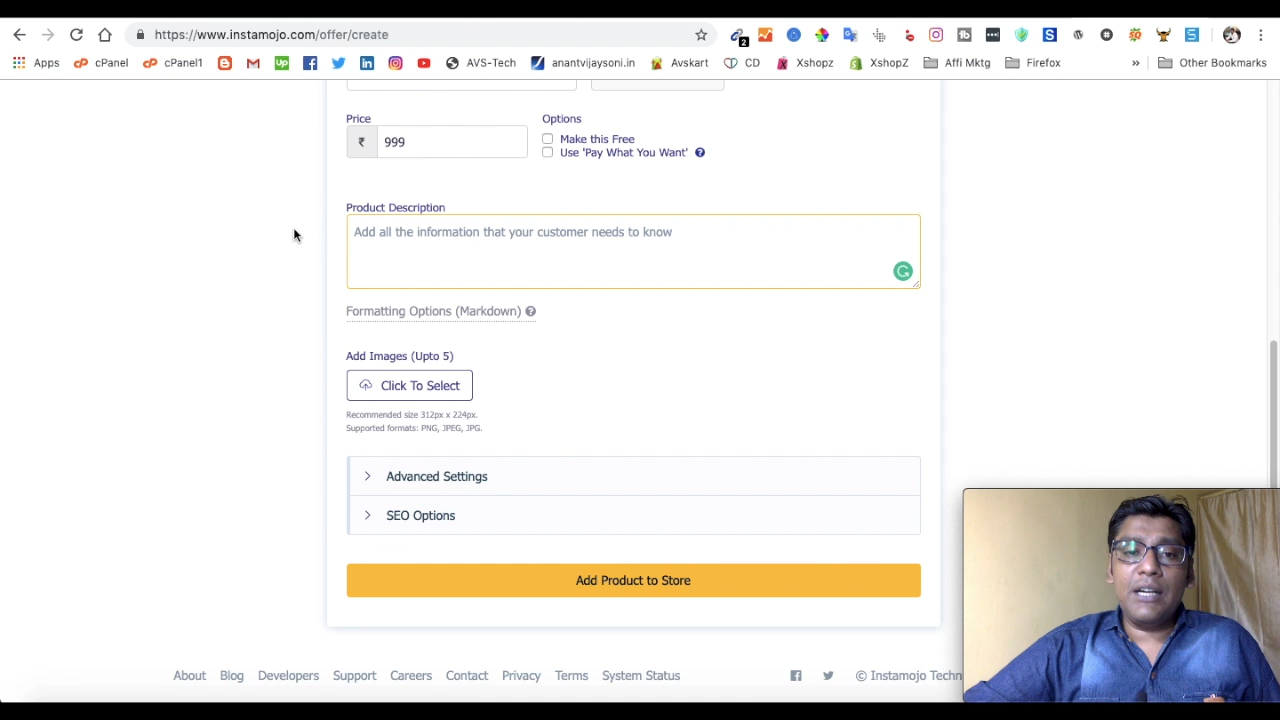 https://www.instamojo.com/offer/create
2
Apps cPanel cPanel1 AVS-Tech anantvijaysoni.in Avskart CD Xshopz XshopZ Affi Mktg Firefox » Other Bookmarks
Price Options
₹ 999 Make this Free
Use 'Pay What You Want' ?
Product Description
Add all the information that your customer needs to know
Formatting Options (Markdown) ?
Add Images (Upto 5)
Click To Select
Recommended size 312px x 224px.
Supported formats: PNG, JPEG, JPG.
Advanced Settings
SEO Options
Add Product to Store
About Blog Developers Support Careers Contact Privacy Terms System Status © Instamojo Techn